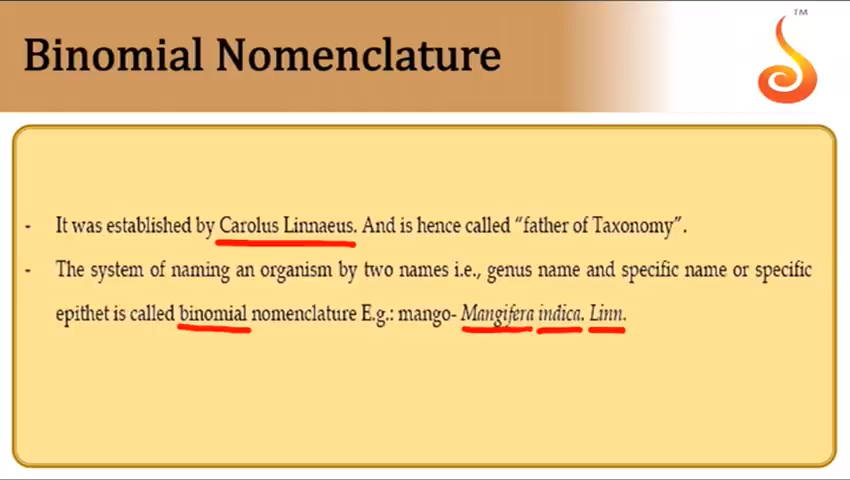 TM
Binomial Nomenclature
- It was established by Carolus Linnaeus. And is hence called “father of Taxonomy”.
- The system of naming an organism by two names i.e., genus name and specific name or specific
epithet is called binomial nomenclature E.g.: mango- Mangifera indica. Linn.